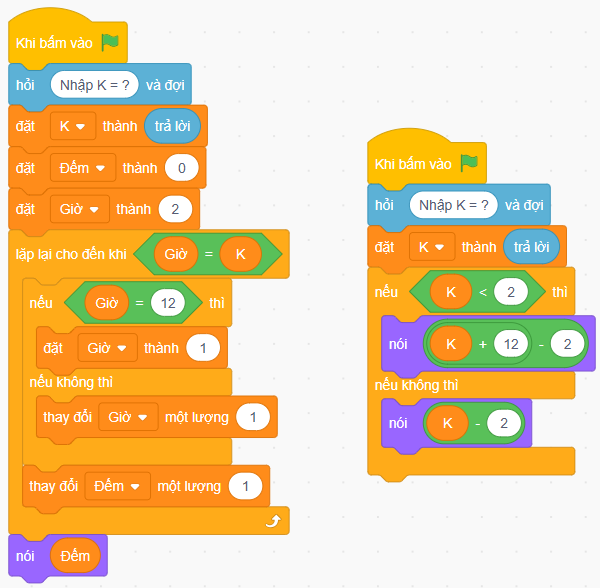 Khi bấm vào
hỏi Nhập K = ? và đợi
đặt K thành trả lời
đặt Đếm thành 0
đặt Giờ thành 2
lặp lại cho đến khi Giờ = K
nếu Giờ = 12 thì
đặt Giờ thành 1
nếu không thì
thay đổi Giờ một lượng 1
thay đổi Đếm một lượng 1
nói Đếm
Khi bấm vào
hỏi Nhập K = ? và đợi
đặt K thành trả lời
nếu K < 2 thì
nói K + 12 - 2
nếu không thì
nói K - 2